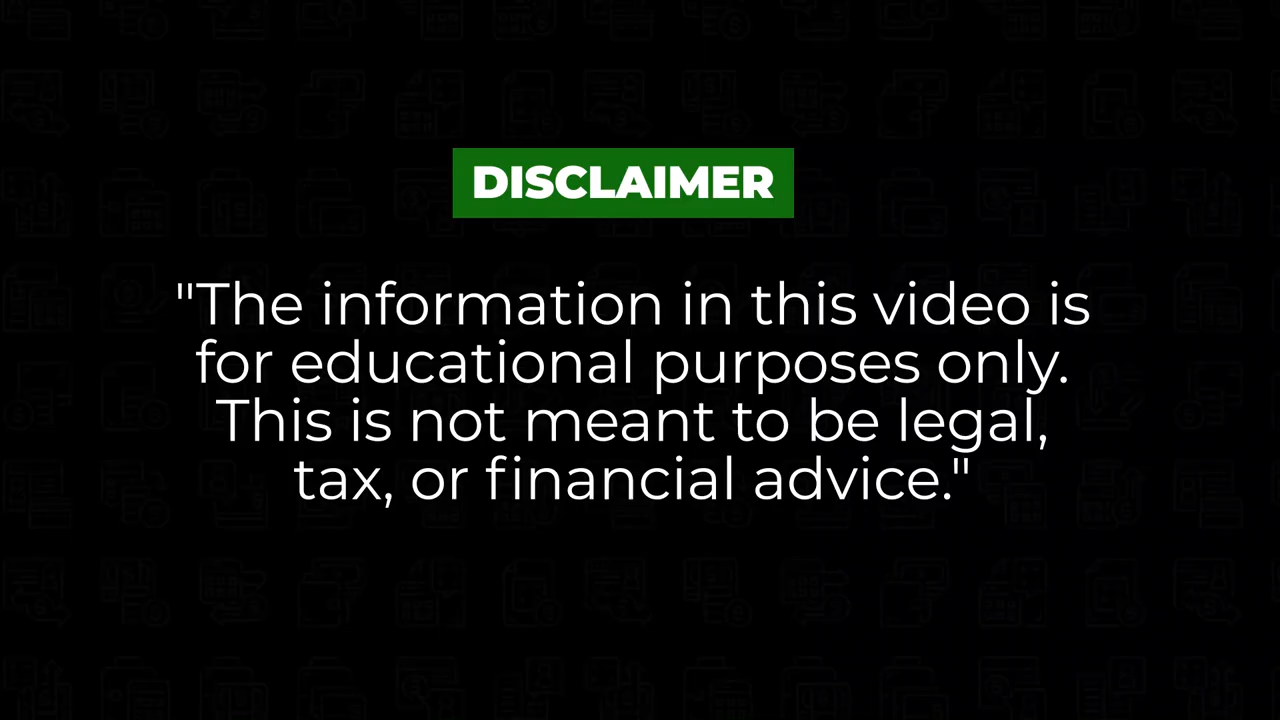 DISCLAIMER
"The information in this video is
for educational purposes only.
This is not meant to be legal,
tax, or financial advice."